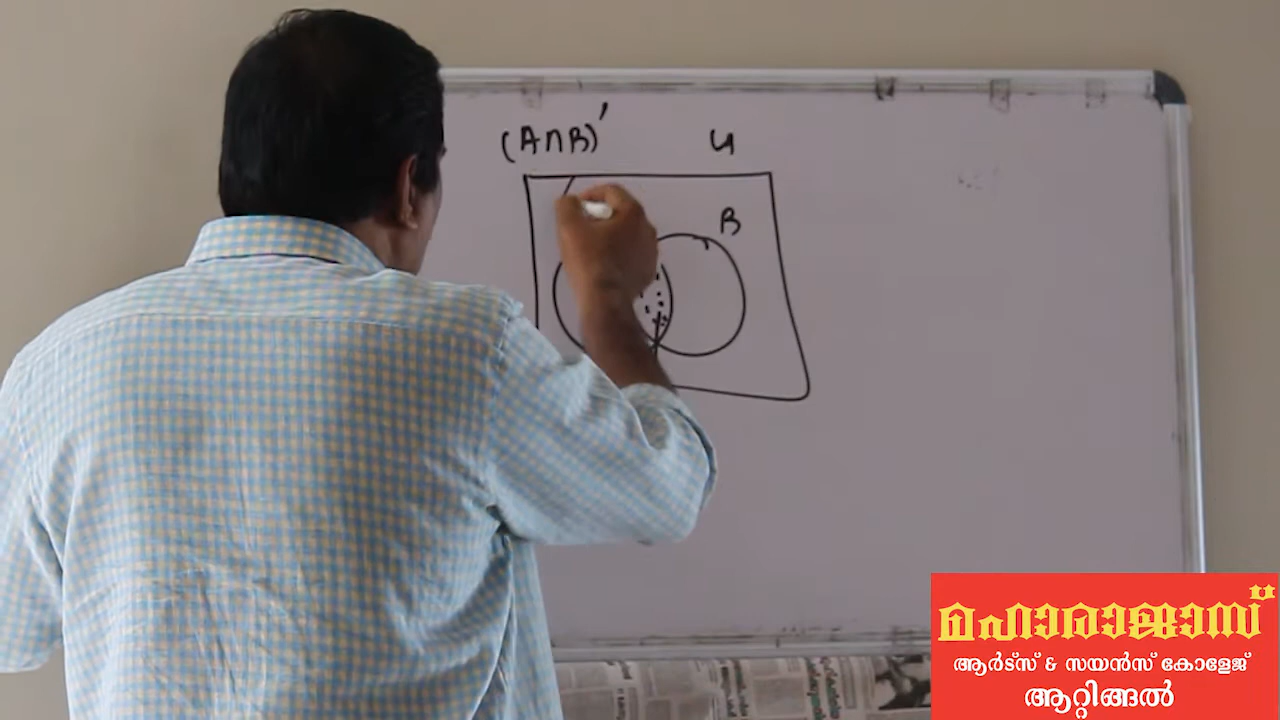 (A∩B)′ U
B
മഹാരാജാസ്
ആർട്സ് & സയൻസ് കോളേജ്
ആറ്റിങ്ങൽ